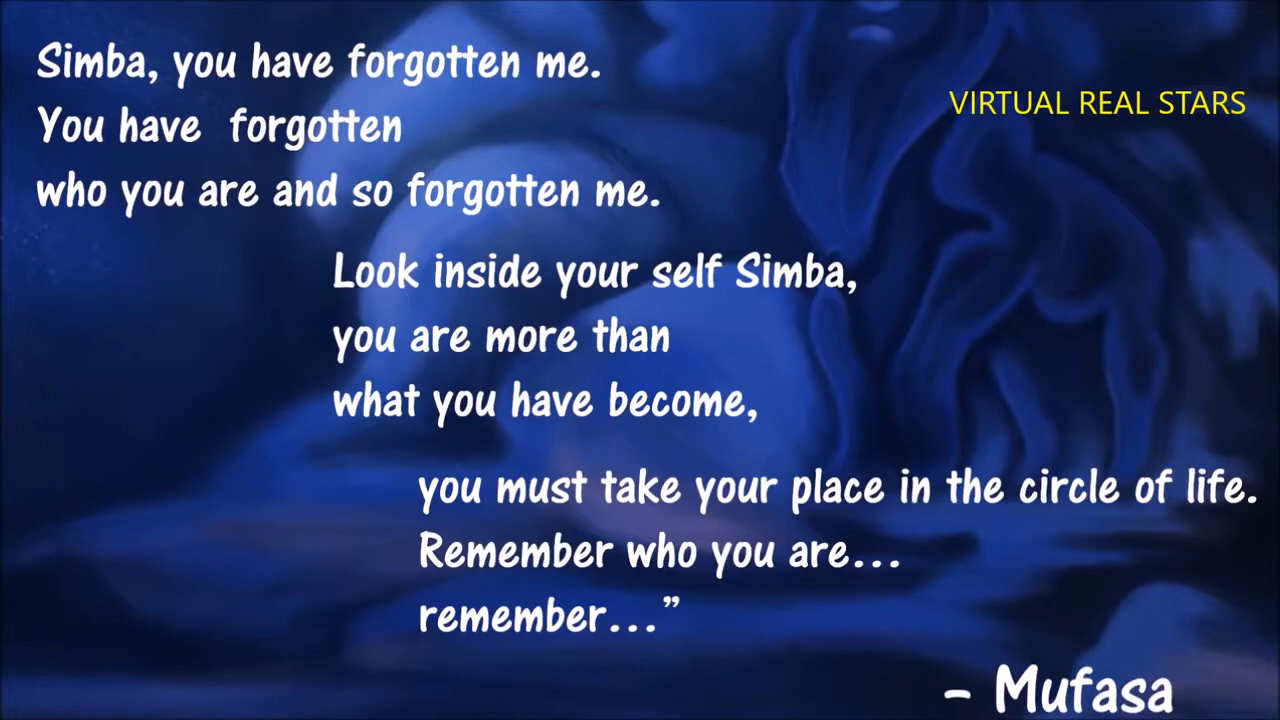 Simba, you have forgotten me.
VIRTUAL REAL STARS
You have forgotten
who you are and so forgotten me.
Look inside your self Simba,
you are more than
what you have become,
you must take your place in the circle of life.
Remember who you are...
remember...”
- Mufasa